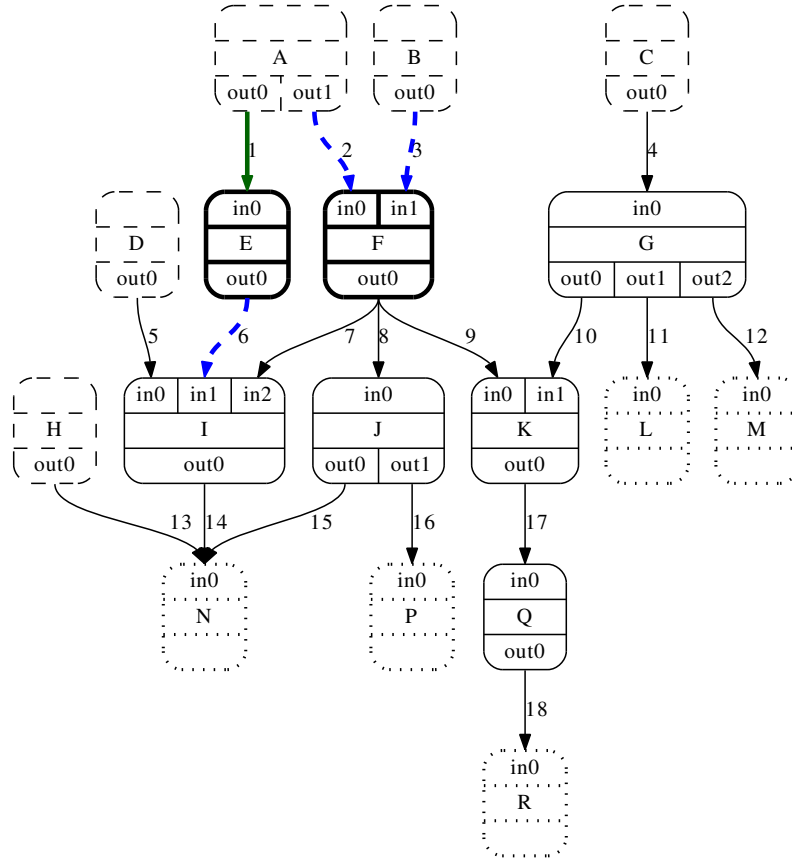 A
out0 out1
B
out0
C
out0
1
2
3
4
D
out0
in0
E
out0
in0 in1
F
out0
in0
G
out0 out1 out2
5
6
7
8
9
10
11
12
H
out0
in0 in1 in2
I
out0
in0
J
out0 out1
in0 in1
K
out0
in0
L
in0
M
13
14
15
16
17
in0
N
in0
P
in0
Q
out0
18
in0
R